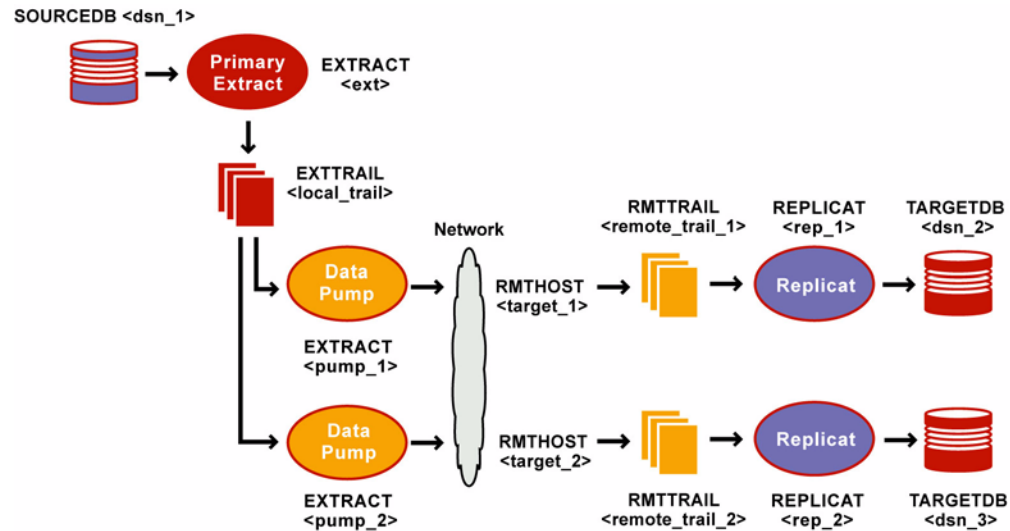 SOURCEDB <dsn_1>
Primary
Extract
EXTRACT
<ext>
EXTTRAIL
<local_trail>
Network
Data
Pump
EXTRACT
<pump_1>
RMTHOST
<target_1>
RMTTRAIL
<remote_trail_1>
REPLICAT
<rep_1>
Replicat
TARGETDB
<dsn_2>
Data
Pump
EXTRACT
<pump_2>
RMTHOST
<target_2>
RMTTRAIL
<remote_trail_2>
Replicat
REPLICAT
<rep_2>
TARGETDB
<dsn_3>